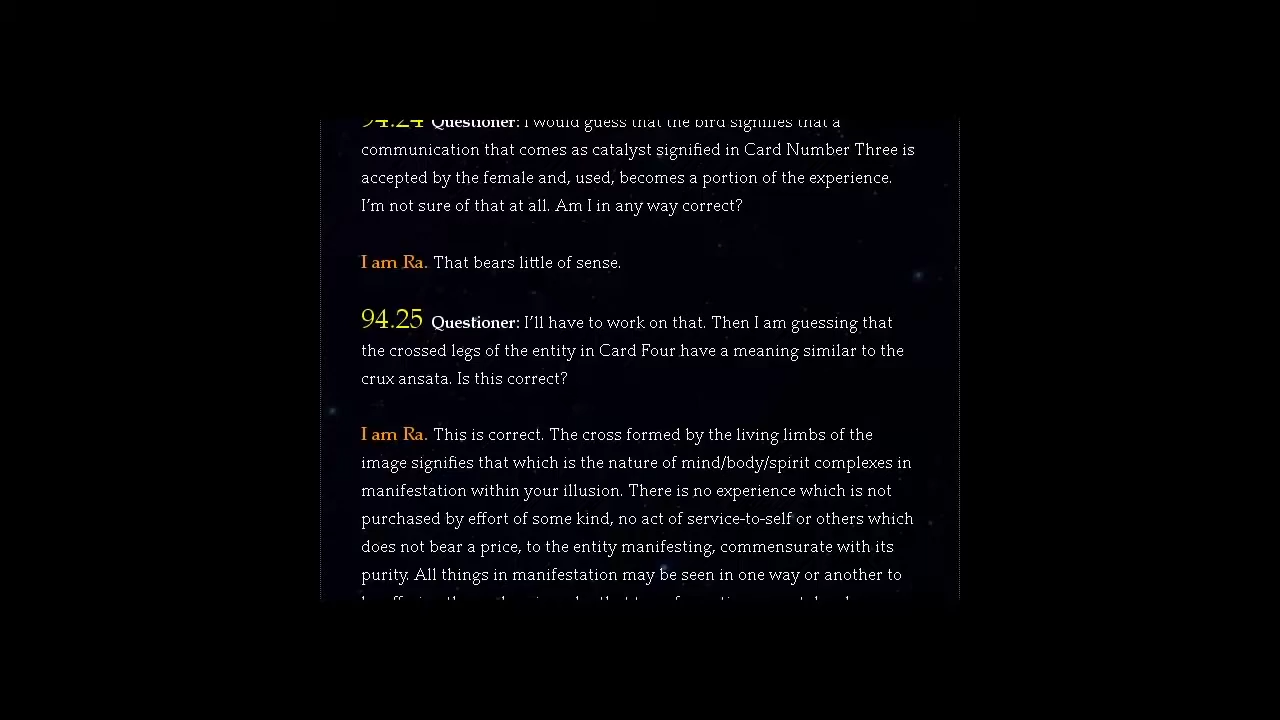 94.24 Questioner: I would guess that the bird signifies that a
communication that comes as catalyst signified in Card Number Three is
accepted by the female and, used, becomes a portion of the experience.
I'm not sure of that at all. Am I in any way correct?
I am Ra. That bears little of sense.
94.25 Questioner: I'll have to work on that. Then I am guessing that
the crossed legs of the entity in Card Four have a meaning similar to the
crux ansata. Is this correct?
I am Ra. This is correct. The cross formed by the living limbs of the
image signifies that which is the nature of mind/body/spirit complexes in
manifestation within your illusion. There is no experience which is not
purchased by effort of some kind, no act of service-to-self or others which
does not bear a price, to the entity manifesting, commensurate with its
purity. All things in manifestation may be seen in one way or another to